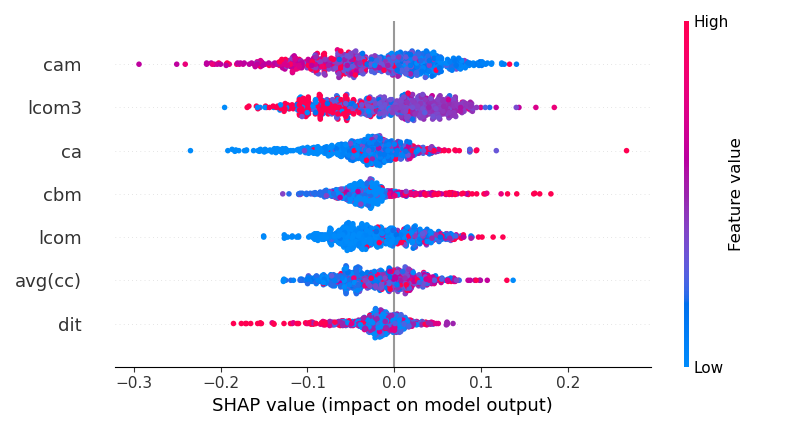 High
cam
lcom3
ca
cbm
lcom
avg(cc)
dit
Feature value
Low
−0.3 −0.2 −0.1 0.0 0.1 0.2
SHAP value (impact on model output)